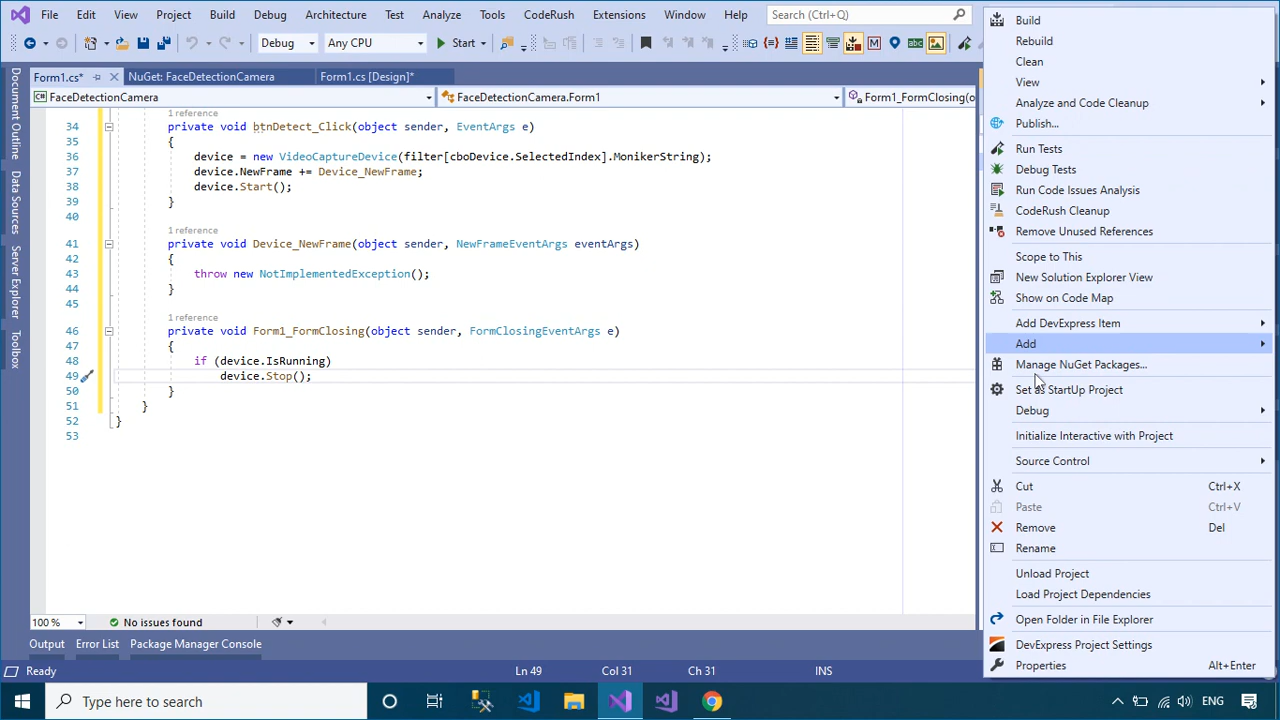 File Edit View Project Build Debug Architecture Test Analyze Tools CodeRush Extensions Window Help Search (Ctrl+Q)
Debug Any CPU Start
Form1.cs* NuGet: FaceDetectionCamera Form1.cs [Design]*
FaceDetectionCamera FaceDetectionCamera.Form1 Form1_FormClosing(o
Document Outline
Data Sources
Server Explorer
Toolbox
1 reference
34 private void btnDetect_Click(object sender, EventArgs e)
35 {
36 device = new VideoCaptureDevice(filter[cboDevice.SelectedIndex].MonikerString);
37 device.NewFrame += Device_NewFrame;
38 device.Start();
39 }
40
1 reference
41 private void Device_NewFrame(object sender, NewFrameEventArgs eventArgs)
42 {
43 throw new NotImplementedException();
44 }
45
1 reference
46 private void Form1_FormClosing(object sender, FormClosingEventArgs e)
47 {
48 if (device.IsRunning)
49 device.Stop();
50 }
51 }
52 }
53
100 % No issues found
Output Error List Package Manager Console
Ready Ln 49 Col 31 Ch 31 INS
Build
Rebuild
Clean
View
Analyze and Code Cleanup
Publish...
Run Tests
Debug Tests
Run Code Issues Analysis
CodeRush Cleanup
Remove Unused References
Scope to This
New Solution Explorer View
Show on Code Map
Add DevExpress Item
Add
Manage NuGet Packages...
Set as StartUp Project
Debug
Initialize Interactive with Project
Source Control
Cut Ctrl+X
Paste Ctrl+V
Remove Del
Rename
Unload Project
Load Project Dependencies
Open Folder in File Explorer
DevExpress Project Settings
Properties Alt+Enter
Type here to search
ENG